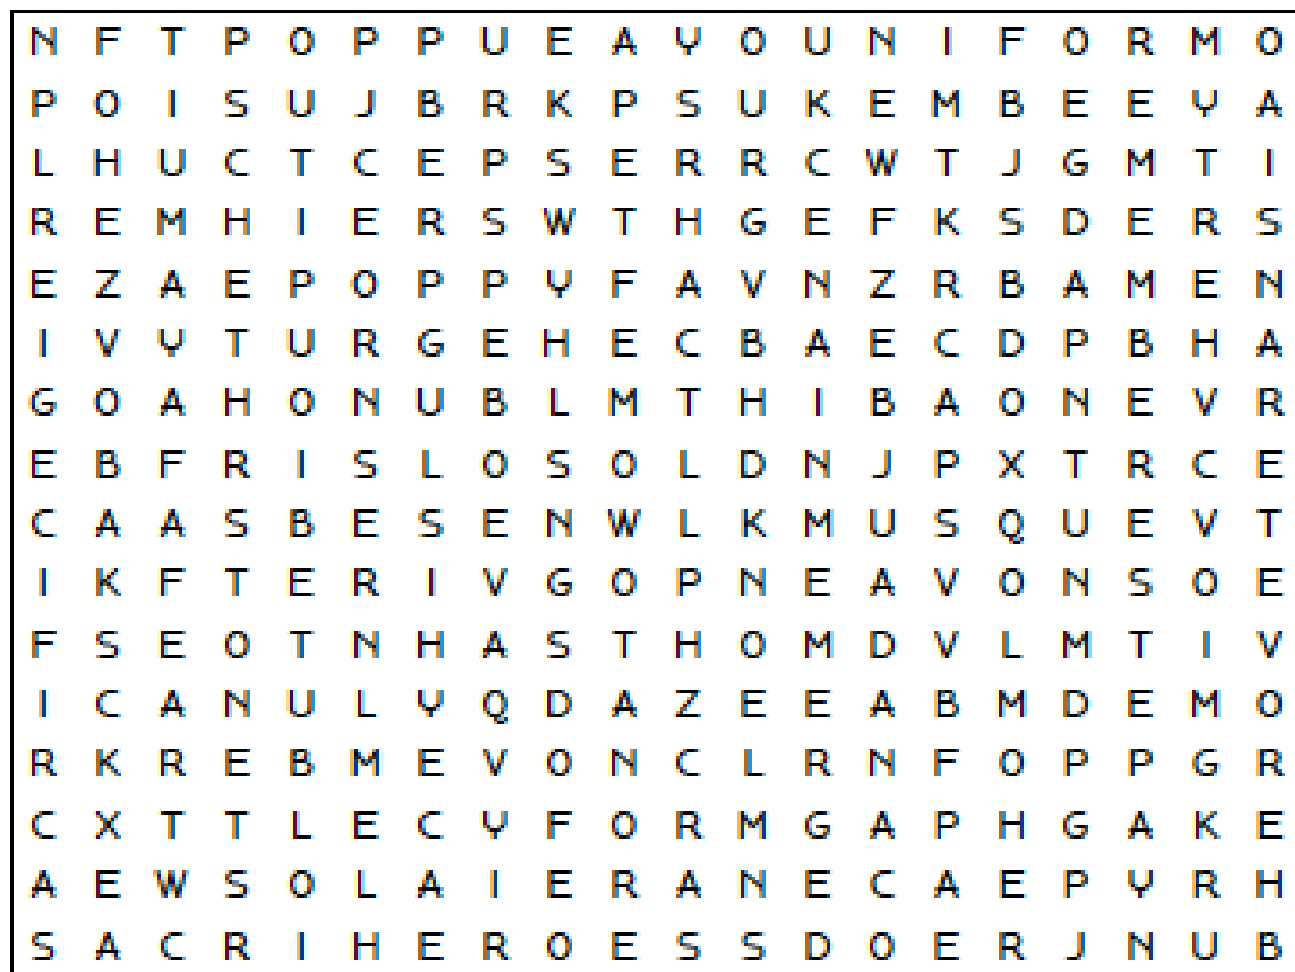 N F T P O P P U E A Y O U N I F O R M O
P O I S U J B R K P S U K E M B E E Y A
L H U C T C E P S E R R C W T J G M T I
R E M H I E R S W T H G E F K S D E R S
E Z A E P O P P Y F A V N Z R B A M E N
I V Y T U R G E H E C B A E C D P B H A
G O A H O N U B L M T H I B A O N E V R
E B F R I S L O S O L D N J P X T R C E
C A A S B E S E N W L K M U S Q U E V T
I K F T E R I V G O P N E A V O N S O E
F S E O T N H A S T H O M D V L M T I V
I C A N U L Y Q D A Z E E A B M D E M O
R K R E B M E V O N C L R N F O P P G R
C X T T L E C Y F O R M G A P H G A K E
A E W S O L A I E R A N E C A E P Y R H
S A C R I H E R O E S S D O E R J N U B